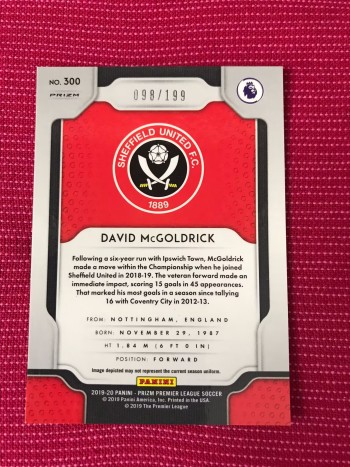 NO. 300
PRIZM
098/199
SHEFFIELD UNITED F.C.
1889
DAVID McGOLDRICK
Following a six-year run with Ipswich Town, McGoldrick
made a move within the Championship when he joined
Sheffield United in 2018-19. The veteran forward made an
immediate impact, scoring 15 goals in 45 appearances.
That marked his most goals in a season since tallying
16 with Coventry City in 2012-13.
FROM: NOTTINGHAM, ENGLAND
BORN: NOVEMBER 29, 1987
HT 1.84 M (6 FT 0 IN)
POSITION: FORWARD
Image depicted may not represent the current season uniform.
PANINI
2019-20 PANINI - PRIZM PREMIER LEAGUE SOCCER
© 2019 Panini America, Inc. Printed in the USA.
© 2019 The Premier League